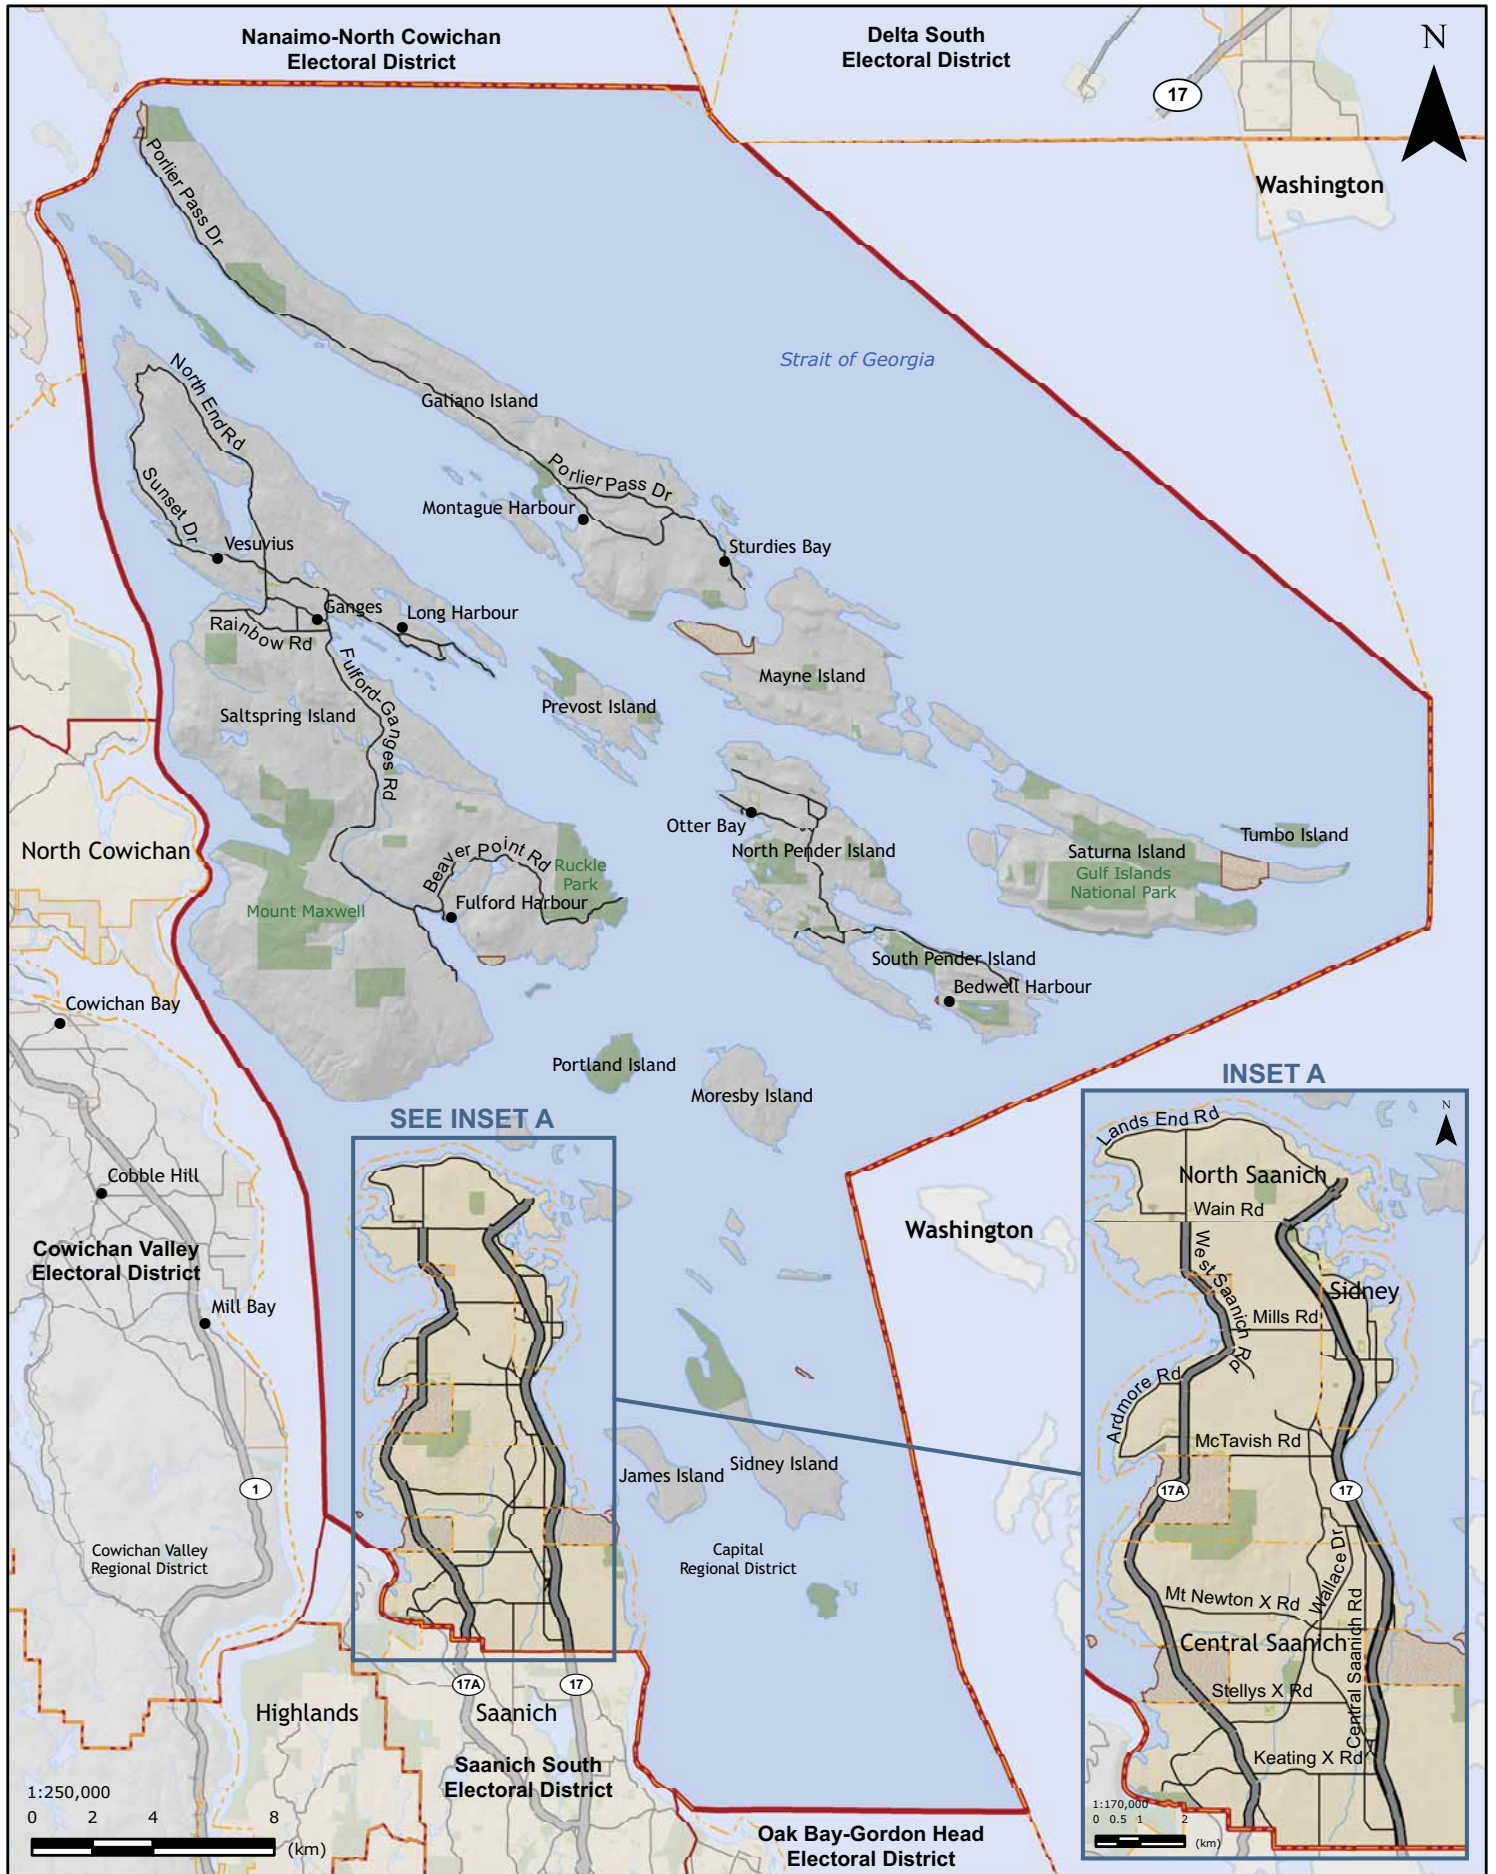 Nanaimo-North Cowichan
Electoral District
Delta South
Electoral District
N
17
Washington
Porlier Pass Dr
Strait of Georgia
North End Rd
Galiano Island
Sunset Dr
Porlier Pass Dr
Montague Harbour
Vesuvius
Sturdies Bay
Ganges
Long Harbour
Rainbow Rd
Fulford-Ganges Rd
Mayne Island
Saltspring Island
Prevost Island
Otter Bay
Tumbo Island
North Cowichan
North Pender Island
Saturna Island
Gulf Islands
National Park
Beaver Point Rd
Ruckle
Park
Mount Maxwell
Fulford Harbour
South Pender Island
Bedwell Harbour
Cowichan Bay
Portland Island
Moresby Island
SEE INSET A
INSET A
Cobble Hill
Washington
Cowichan Valley
Electoral District
Mill Bay
James Island
Sidney Island
1
Cowichan Valley
Regional District
Capital
Regional District
17A
17
Highlands
Saanich
Saanich South
Electoral District
Oak Bay-Gordon Head
Electoral District
1:250,000
0 2 4 8
(km)
N
Lands End Rd
North Saanich
Wain Rd
West Saanich Rd
Sidney
Mills Rd
Ardmore Rd
McTavish Rd
17A
17
Wallace Dr
Mt Newton X Rd
Central Saanich
Central Saanich Rd
Stellys X Rd
Keating X Rd
1:170,000
0 0.5 1 2
(km)